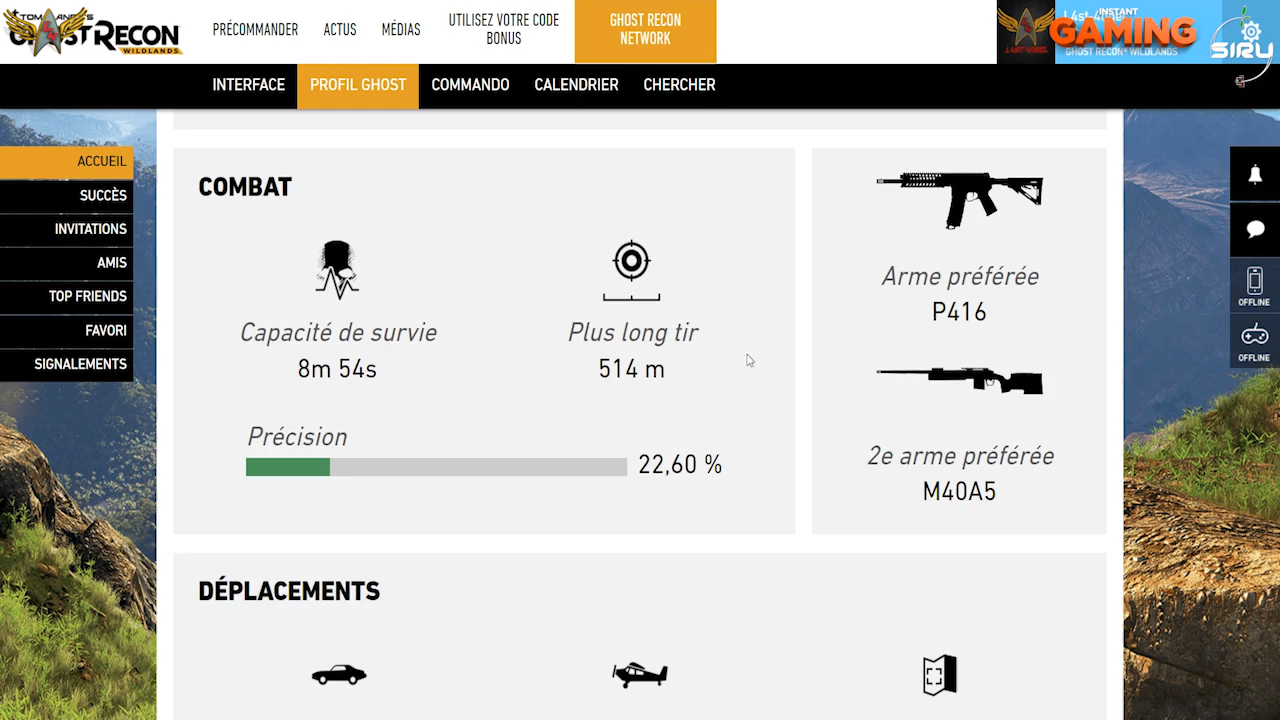 GHOST RECON
WILDLANDS
PRÉCOMMANDER
ACTUS
MÉDIAS
UTILISEZ VOTRE CODE
BONUS
GHOST RECON
NETWORK
INSTANT
GAMING
GHOST RECON® WILDLANDS
SIRU
INTERFACE
PROFIL GHOST
COMMANDO
CALENDRIER
CHERCHER
ACCUEIL
SUCCÈS
INVITATIONS
AMIS
TOP FRIENDS
FAVORI
SIGNALEMENTS
COMBAT
Capacité de survie
8m 54s
Plus long tir
514 m
Précision
22,60 %
Arme préférée
P416
2e arme préférée
M40A5
OFFLINE
OFFLINE
DÉPLACEMENTS